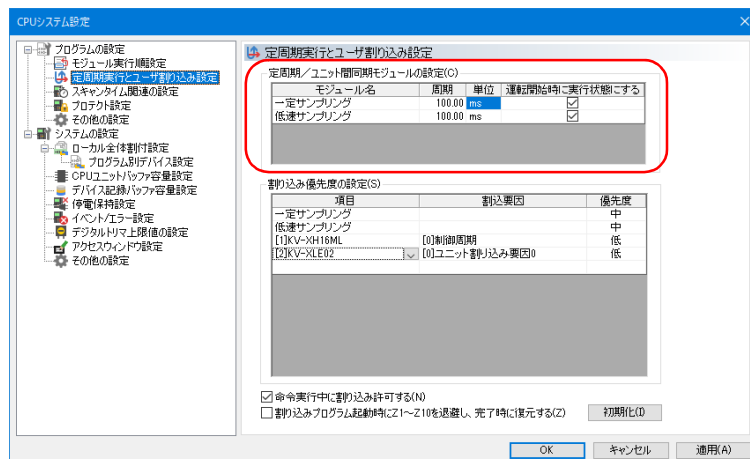 CPUシステム設定
プログラムの設定
モジュール実行順設定
定周期実行とユーザ割り込み設定
スキャンタイム関連の設定
プロテクト設定
その他の設定
システムの設定
ローカル全体割付設定
プログラム別デバイス設定
CPUユニットバッファ容量設定
デバイス記録バッファ容量設定
停電保持設定
イベント/エラー設定
デジタルトリマ上限値の設定
アクセスウィンドウ設定
その他の設定
定周期実行とユーザ割り込み設定
定周期/ユニット間同期モジュールの設定(C)
モジュール名 周期 単位 運転開始時に実行状態にする
一定サンプリング 100.00 ms
低速サンプリング 100.00 ms
割り込み優先度の設定(S)
項目 割込要因 優先度
一定サンプリング 中
低速サンプリング 中
[1]KV-XH16ML [0]制御周期 低
[2]KV-XLE02 [0]ユニット割り込み要因0 低
命令実行中に割り込み許可する(N)
割り込みプログラム起動時にZ1~Z10を退避し、完了時に復元する(Z)
初期化(I)
OK キャンセル 適用(A)